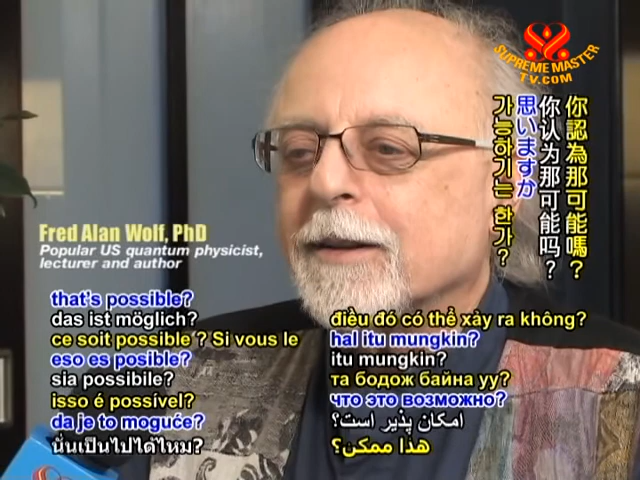 SUPREME MASTER
TV.COM
你認為那可能嗎?
你认为那可能吗?
思いますか
가능하기는 한가?
Fred Alan Wolf, PhD
Popular US quantum physicist,
lecturer and author
that's possible?
das ist möglich?
ce soit possible ? Si vous le
eso es posible?
sia possibile?
isso é possível?
da je to moguće?
นั่นเป็นไปได้ไหม?
điều đó có thể xảy ra không?
hal itu mungkin?
itu mungkin?
та бодож байна уу?
что это возможно?
امکان پذیر است؟
هذا ممكن؟